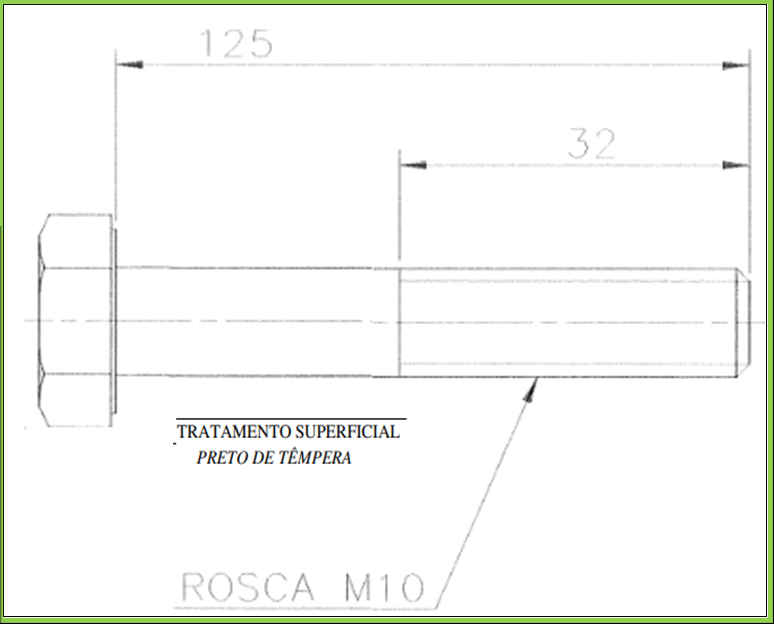 125
32
TRATAMENTO SUPERFICIAL
PRETO DE TÊMPERA
ROSCA M10